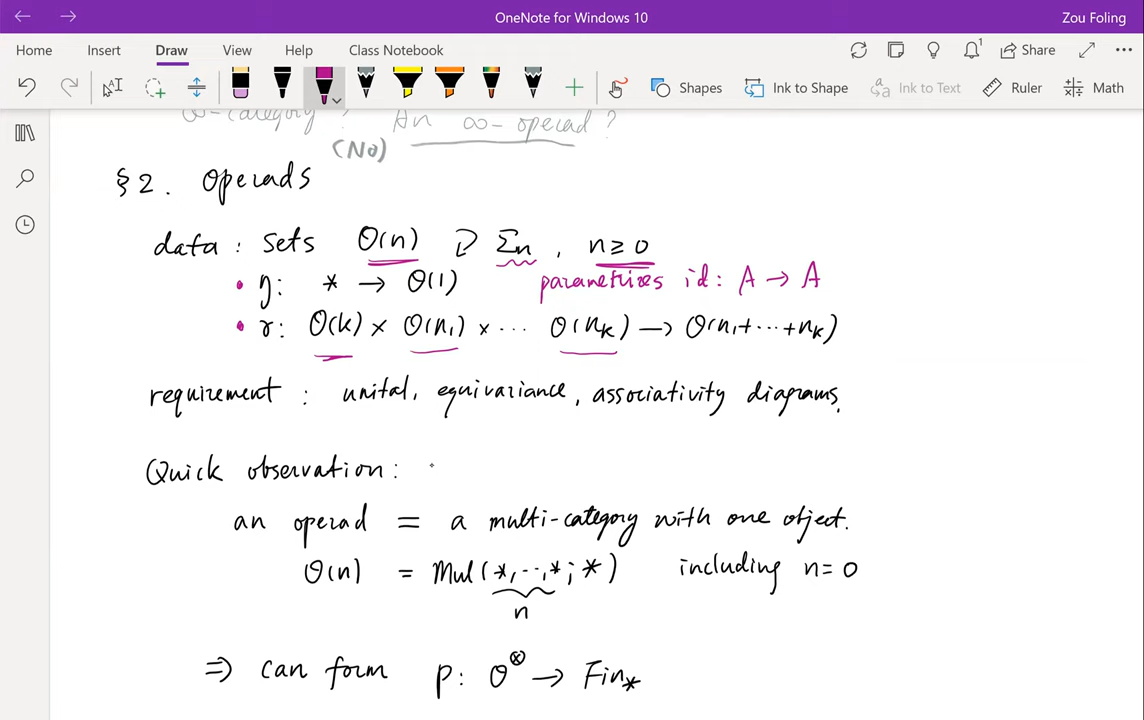 OneNote for Windows 10
Zou Foling
Home Insert Draw View Help Class Notebook
Share
Shapes Ink to Shape Ink to Text Ruler Math
∞-category? An ∞-operad?
(No)
§2. Operads
data: Sets O(n) ↻ Σn, n≥0
• η: * → O(1) parametrizes id: A → A
• γ: O(k) × O(n₁) × ··· O(nₖ) → O(n₁+···+nₖ)
requirement: unital, equivariance, associativity diagrams.
Quick observation:
an operad = a multi-category with one object.
O(n) = Mul(*,··,*;*) including n=0
n
⇒ can form p: O^⊗ → Fin*